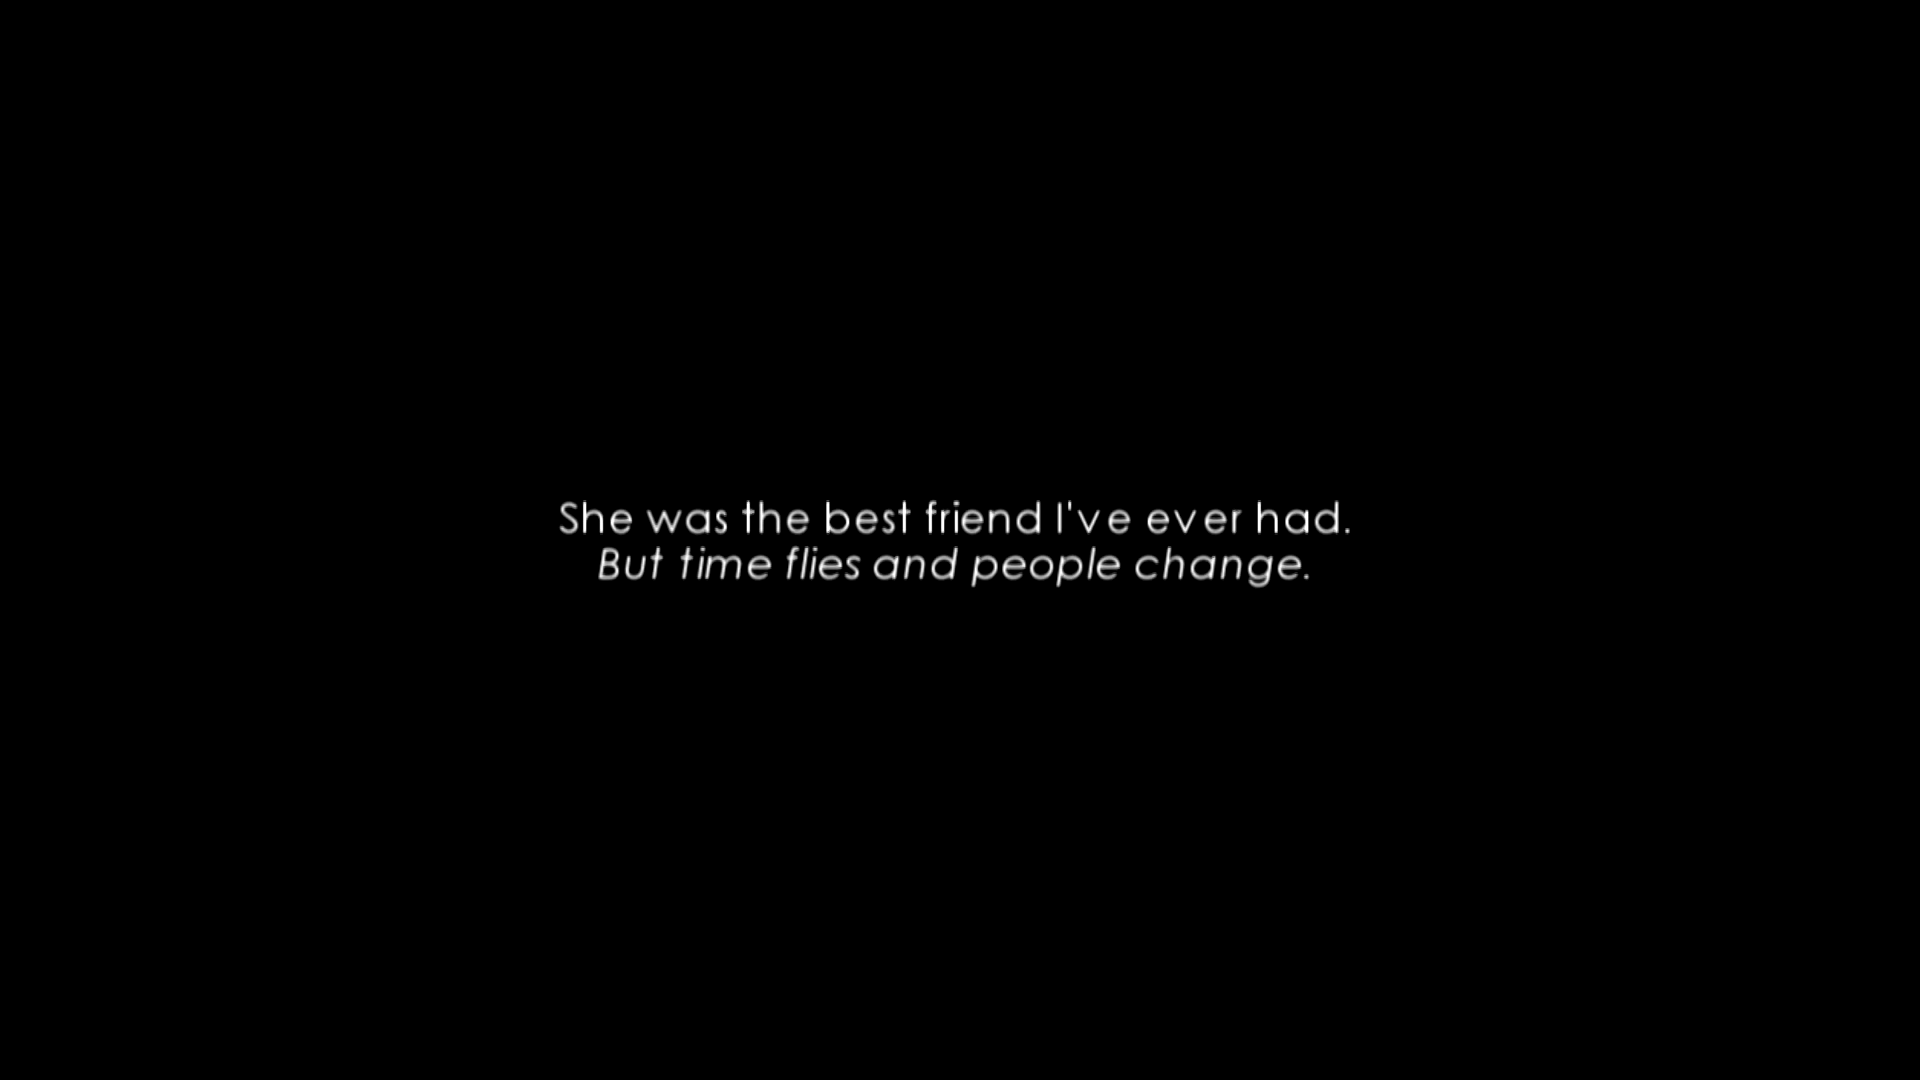 She was the best friend I've ever had.
But time flies and people change.